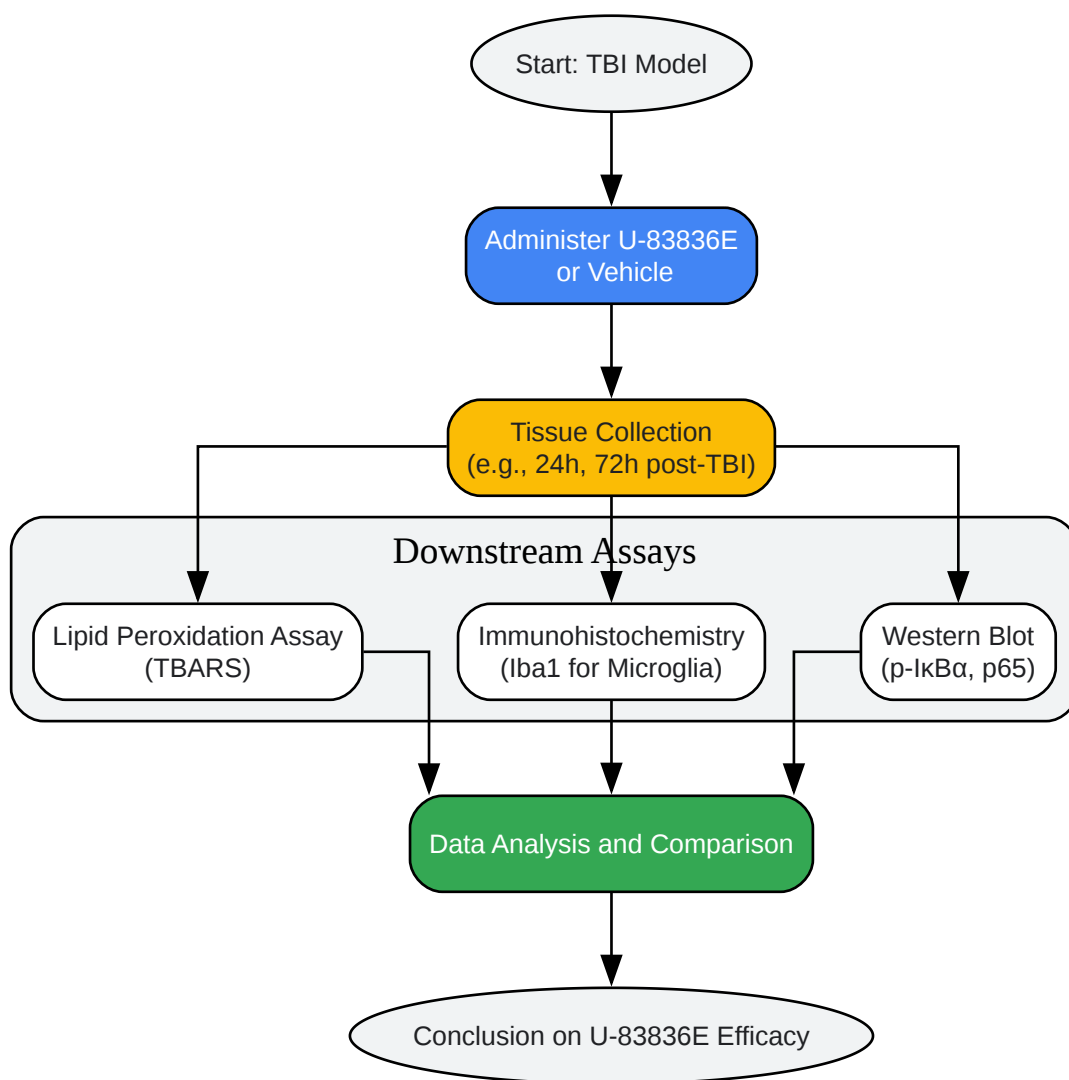 Start: TBI Model
Administer U-83836E
or Vehicle
Tissue Collection
(e.g., 24h, 72h post-TBI)
Downstream Assays
Lipid Peroxidation Assay
(TBARS)
Immunohistochemistry
(Iba1 for Microglia)
Western Blot
(p-IκBα, p65)
Data Analysis and Comparison
Conclusion on U-83836E Efficacy